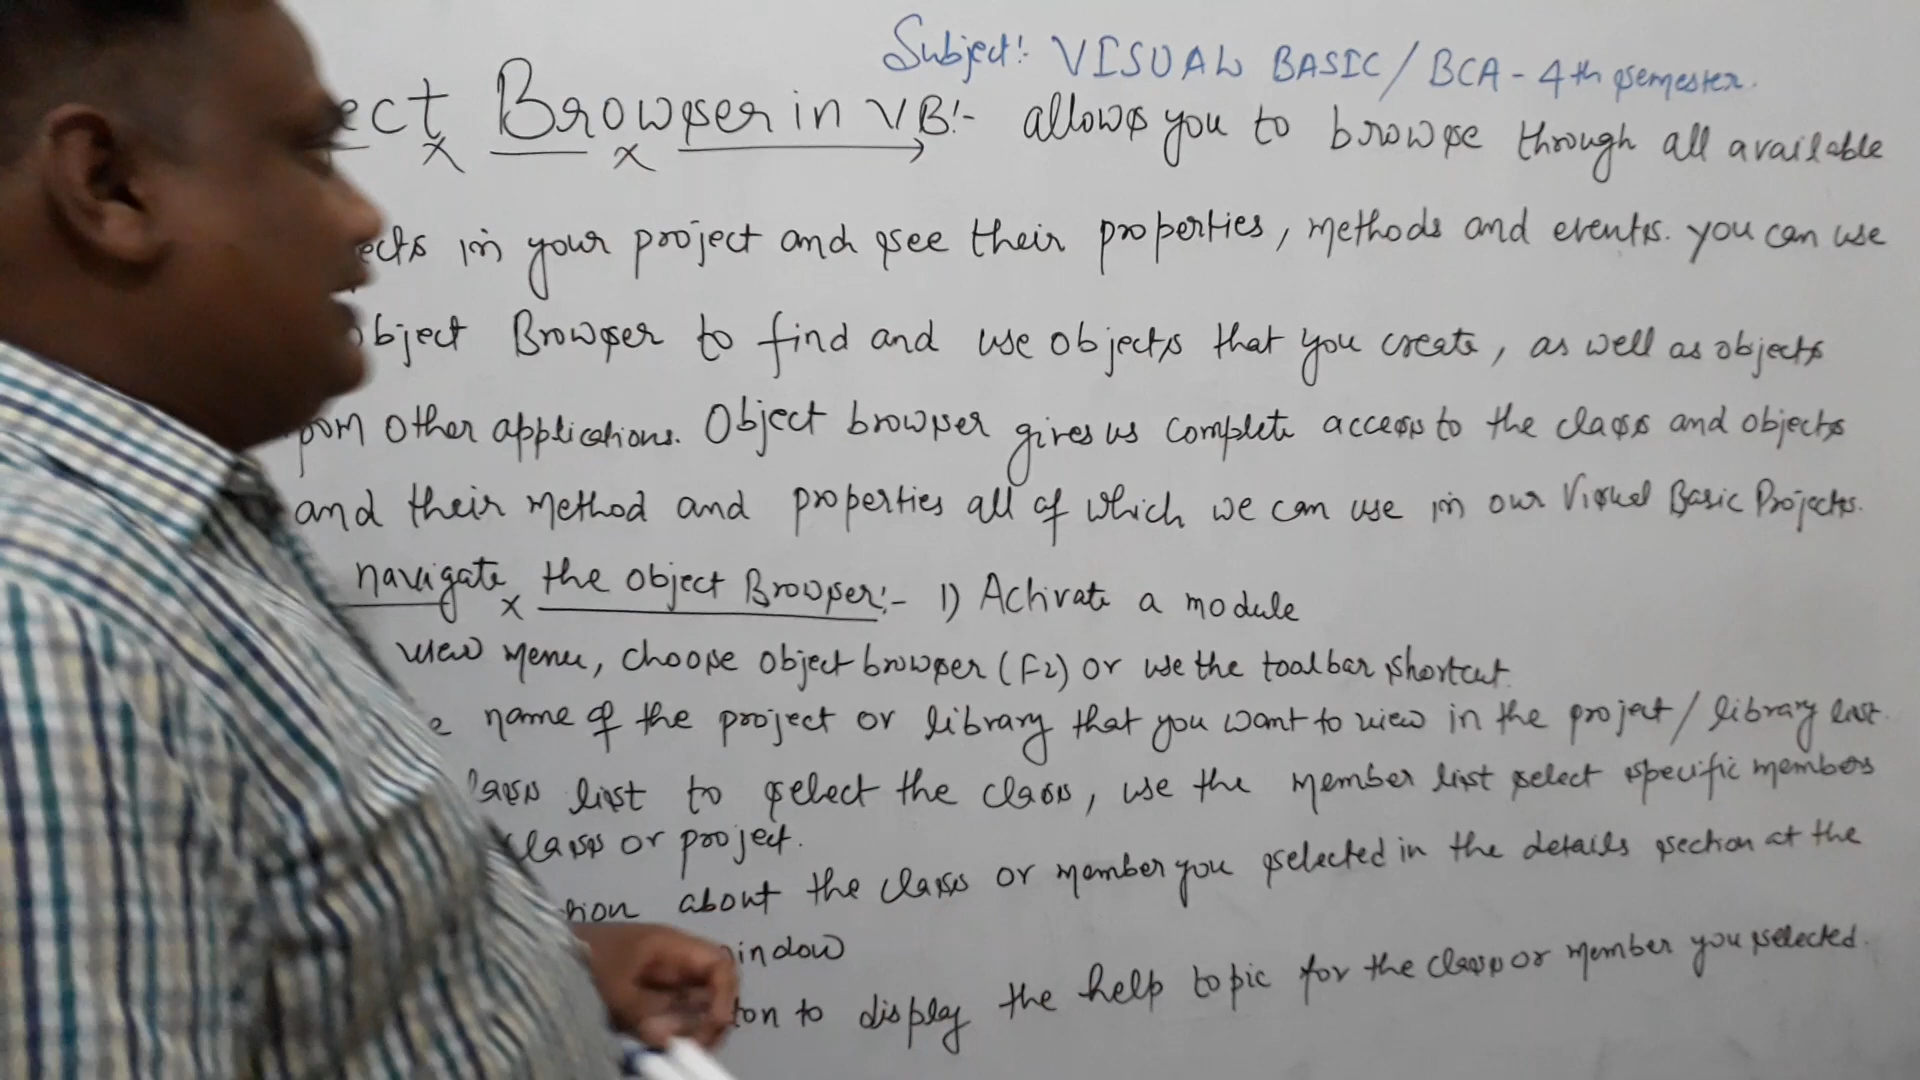 Subject:- VISUAL BASIC / BCA - 4th semester.
ect Browser in VB:- allows you to browse through all available
ects in your project and see their properties, methods and events. you can use
bject Browser to find and use objects that you create, as well as objects
rom other applications. Object browser gives us complete access to the class and objects
and their method and properties all of which we can use in our Visual Basic Projects.
navigate the object Browser:- 1) Activate a module
view menu, choose object browser (F2) or use the toolbar shortcut.
e name of the project or library that you want to view in the project / library list.
lass list to select the class, use the member list select specific members
class or project.
tion about the class or member you selected in the details section at the
window
ton to display the help topic for the class or member you selected.